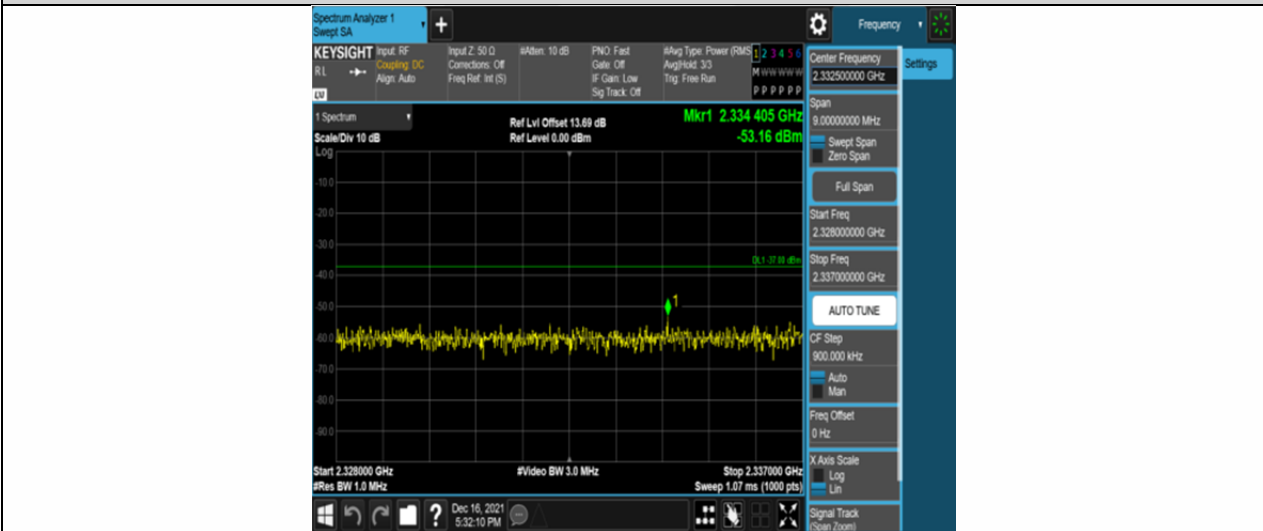 Spectrum Analyzer 1
Swept SA
+
Frequency
KEYSIGHT
RL
LXI
Input: RF
Coupling: DC
Align: Auto
Input Z: 50 Ω
Corrections: Off
Freq Ref: Int (S)
#Atten: 10 dB
PNO: Fast
Gate: Off
IF Gain: Low
Sig Track: Off
#Avg Type: Power (RMS
Avg|Hold: 3/3
Trig: Free Run
1 2 3 4 5 6
M W W W W W
P P P P P P
1 Spectrum
Scale/Div 10 dB
Log
Ref Lvl Offset 13.69 dB
Ref Level 0.00 dBm
Mkr1 2.334 405 GHz
-53.16 dBm
-10.0
-20.0
-30.0
DL1 -37.00 dBm
-40.0
-50.0
1
-60.0
-70.0
-80.0
-90.0
Start 2.328000 GHz
#Res BW 1.0 MHz
#Video BW 3.0 MHz
Stop 2.337000 GHz
Sweep 1.07 ms (1000 pts)
?
Dec 16, 2021
5:32:10 PM
Center Frequency
2.332500000 GHz
Settings
Span
9.00000000 MHz
Swept Span
Zero Span
Full Span
Start Freq
2.328000000 GHz
Stop Freq
2.337000000 GHz
AUTO TUNE
CF Step
900.000 kHz
Auto
Man
Freq Offset
0 Hz
X Axis Scale
Log
Lin
Signal Track
(Span Zoom)